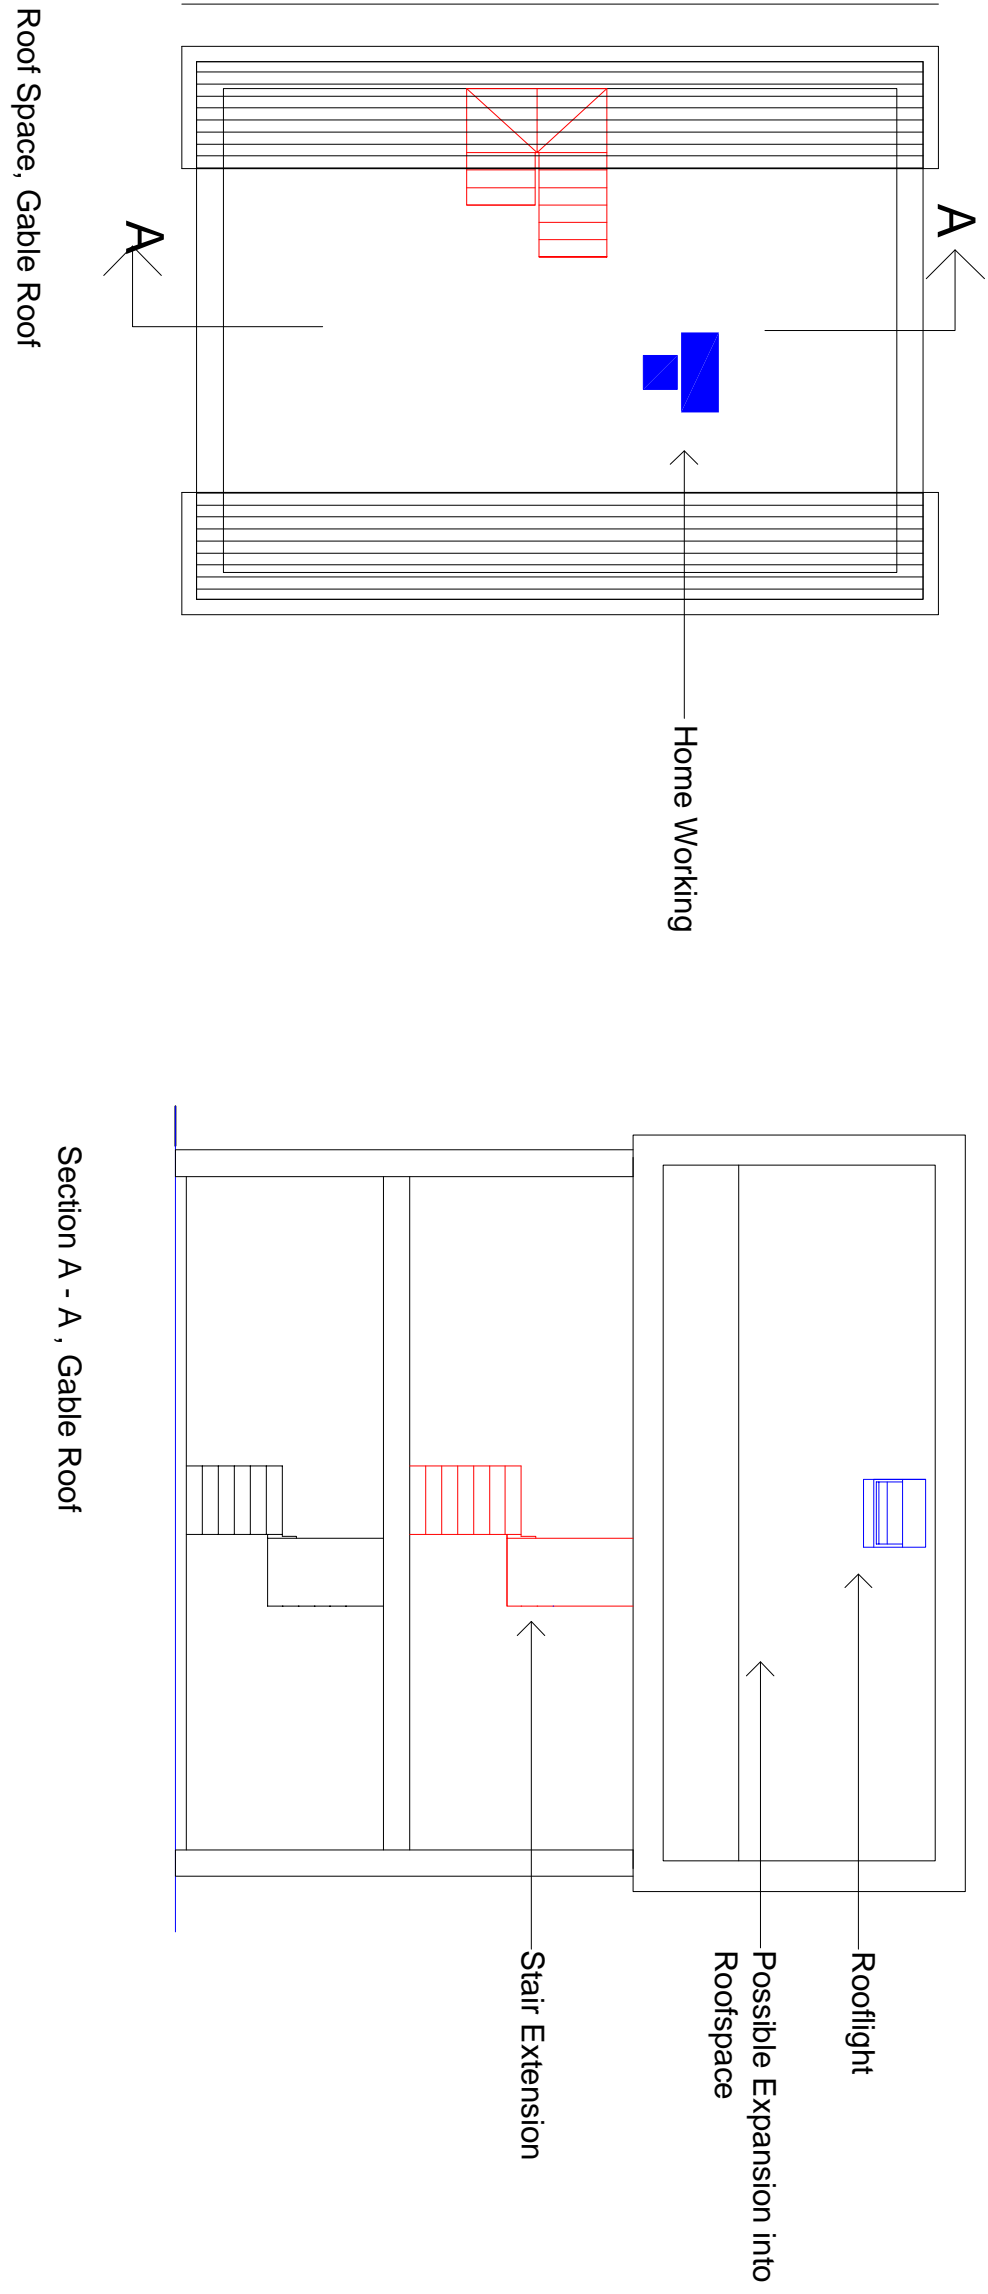 A
A
Home Working
Roof Space, Gable Roof
Rooflight
Possible Expansion into
Roofspace
Stair Extension
Section A - A , Gable Roof